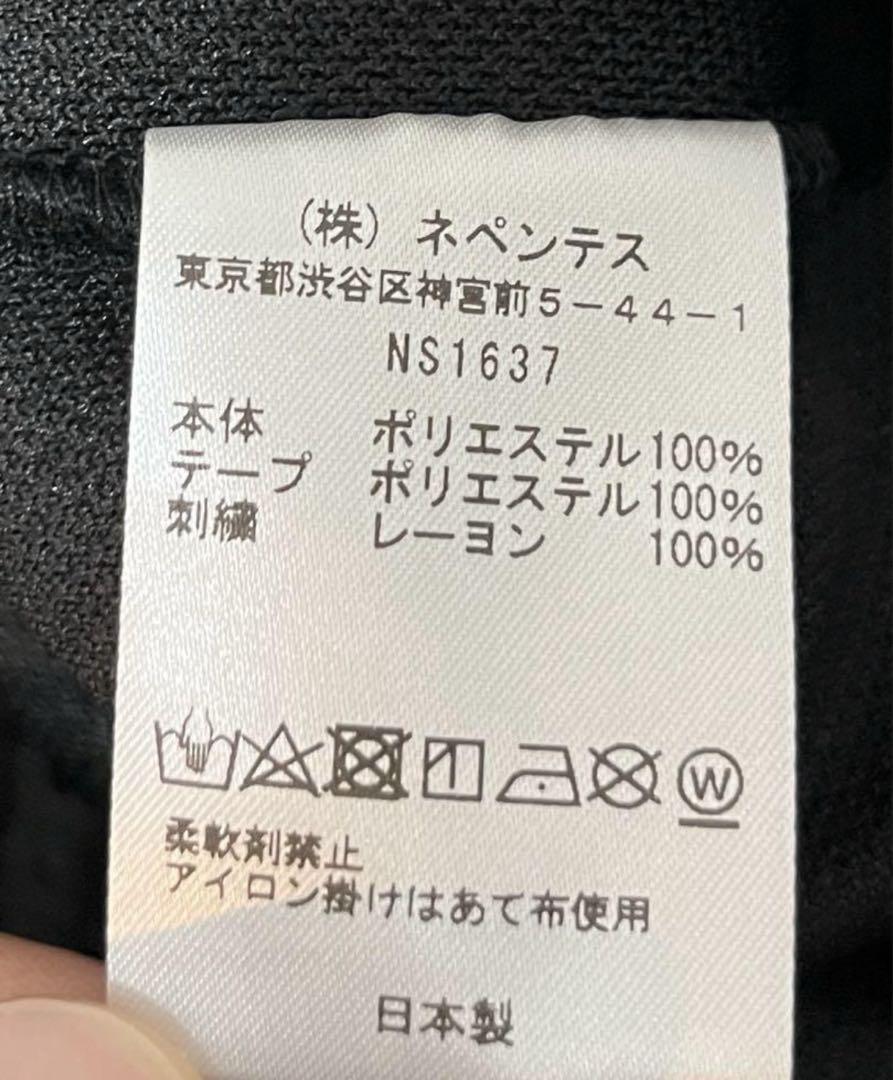 (株) ネペンテス
東京都渋谷区神宮前5-44-1
NS1637
本体 ポリエステル100%
テープ ポリエステル100%
刺繍 レーヨン 100%
W
柔軟剤禁止
アイロン掛けはあて布使用
日本製